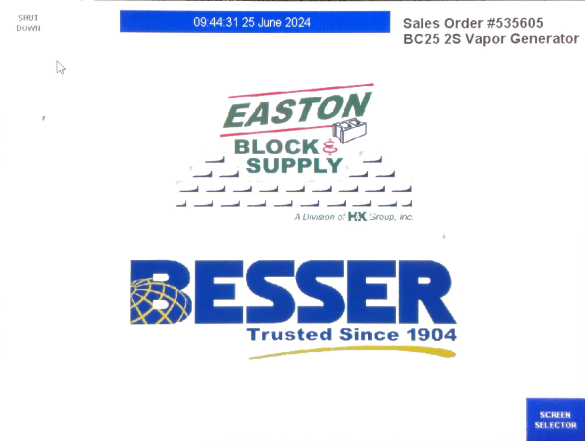 SHUT
DOWN
09:44:31 25 June 2024
Sales Order #535605
BC25 2S Vapor Generator
EASTON
BLOCK &
SUPPLY
A Division of HX Group, Inc.
BESSER
Trusted Since 1904
SCREEN
SELECTOR